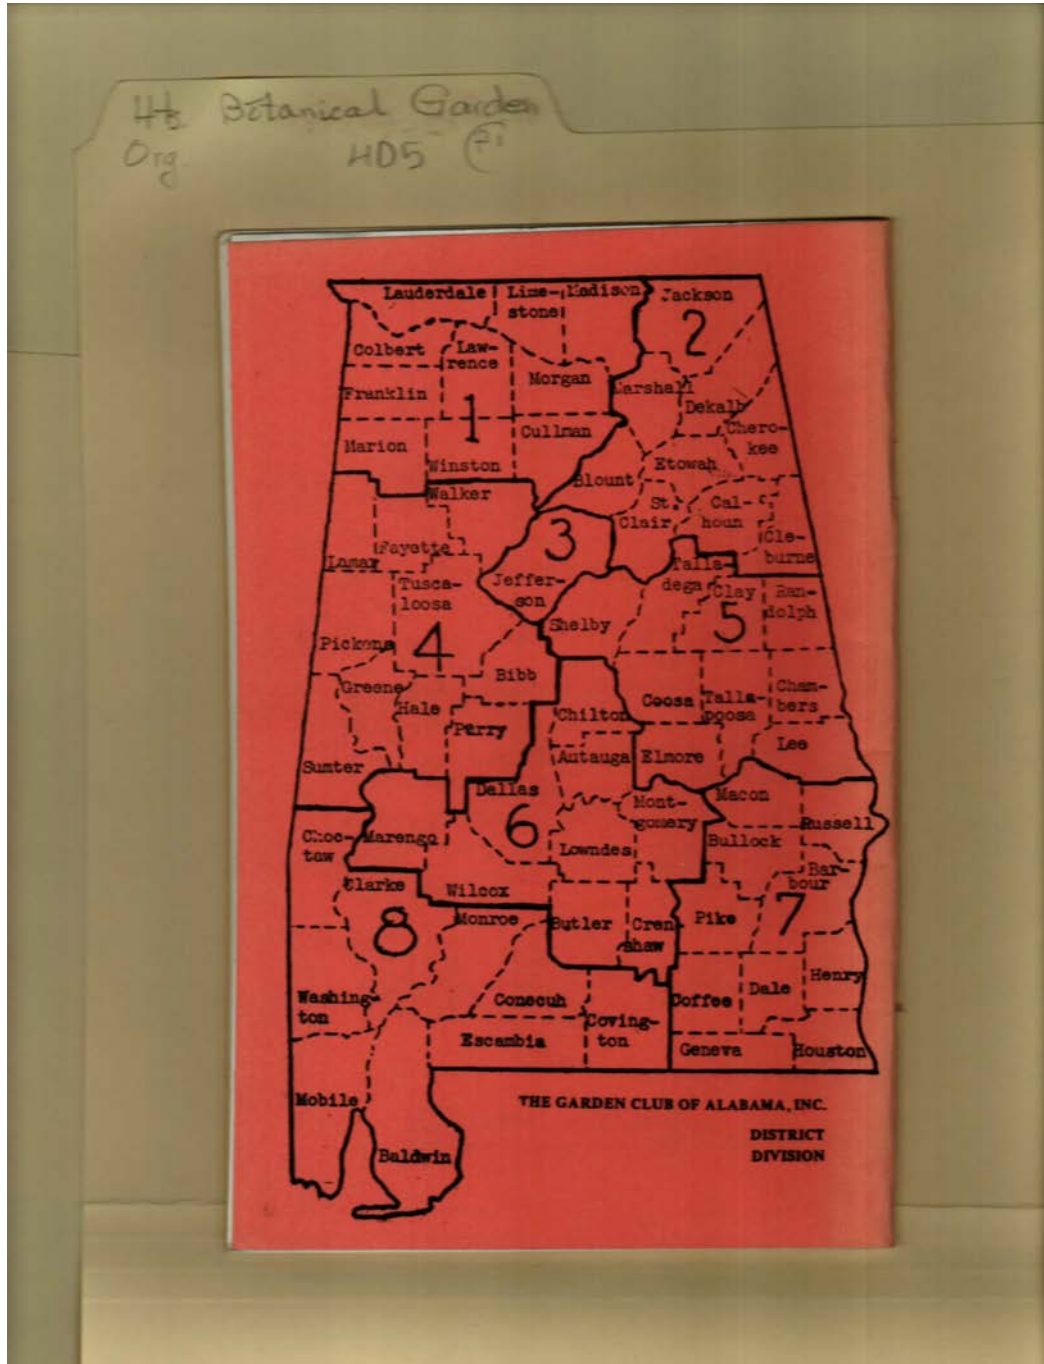 Botanical Garden
Org. HD5
Lauderdale
Lime-
stone
Madison
Jackson
2
Colbert
Law-
rence
Franklin
Morgan
Marshall
Dekalb
1
Marion
Cullman
Chero-
kee
Winston
Blount
Etowah
Walker
St.
Clair
Cal-
houn
3
Cle-
burne
Lamar
Fayette
Talla-
dega
Tusca-
loosa
Jeffer-
son
Clay
Ran-
dolph
Shelby
5
Pickens
4
Bibb
Greene
Hale
Perry
Chilton
Coosa
Talla-
poosa
Cham-
bers
Sumter
Autauga
Elmore
Lee
Dallas
Mont-
gomery
Macon
Russell
6
Choc-
taw
Marengo
Lowndes
Bullock
Bar-
bour
Clarke
Wilcox
Monroe
Butler
Cren
shaw
Pike
7
8
Washing-
ton
Conecuh
Coving-
ton
Coffee
Dale
Henry
Escambia
Geneva
Houston
Mobile
Baldwin
THE GARDEN CLUB OF ALABAMA, INC.
DISTRICT
DIVISION